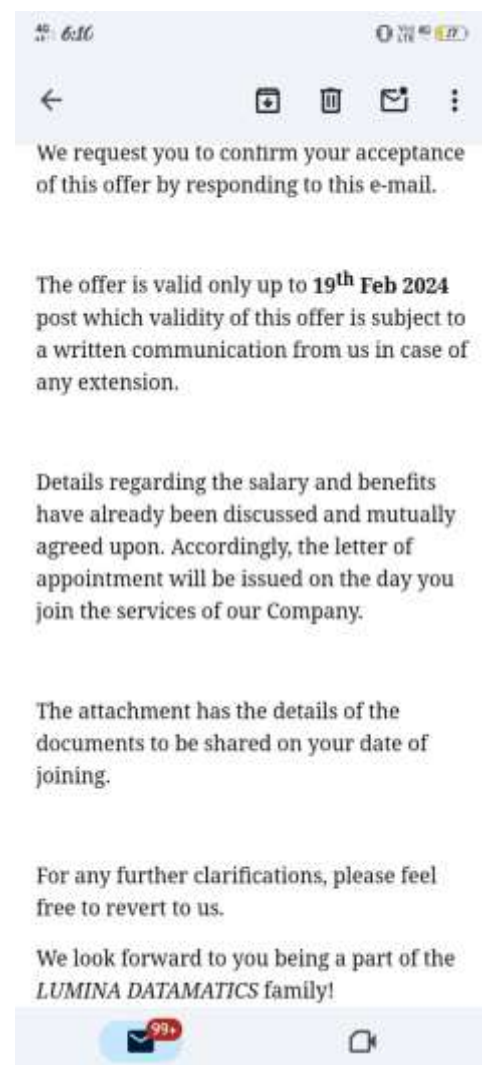 4G 6:16
We request you to confirm your acceptance
of this offer by responding to this e-mail.
The offer is valid only up to 19th Feb 2024
post which validity of this offer is subject to
a written communication from us in case of
any extension.
Details regarding the salary and benefits
have already been discussed and mutually
agreed upon. Accordingly, the letter of
appointment will be issued on the day you
join the services of our Company.
The attachment has the details of the
documents to be shared on your date of
joining.
For any further clarifications, please feel
free to revert to us.
We look forward to you being a part of the
LUMINA DATAMATICS family!
99+